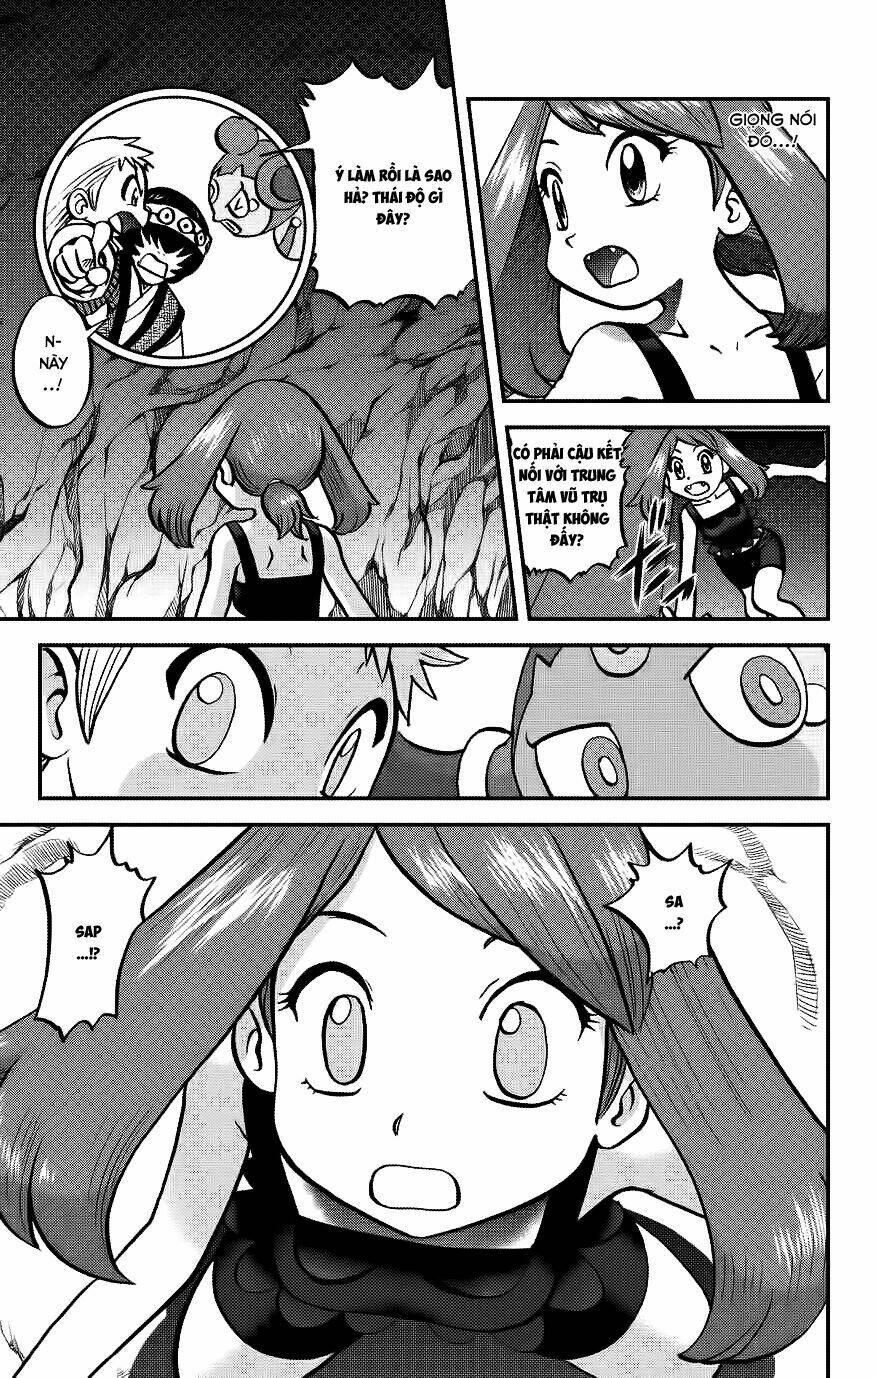 GIỌNG NÓI
ĐÓ...!
Ý LÀM RỒI LÀ SAO
HẢ? THÁI ĐỘ GÌ
ĐÂY?
N-
NÀY
..!
CÓ PHẢI CẬU KẾT
NỐI VỚI TRUNG
TÂM VŨ TRỤ
THẬT KHÔNG
ĐẤY?
SA
....?
SAP
....!?